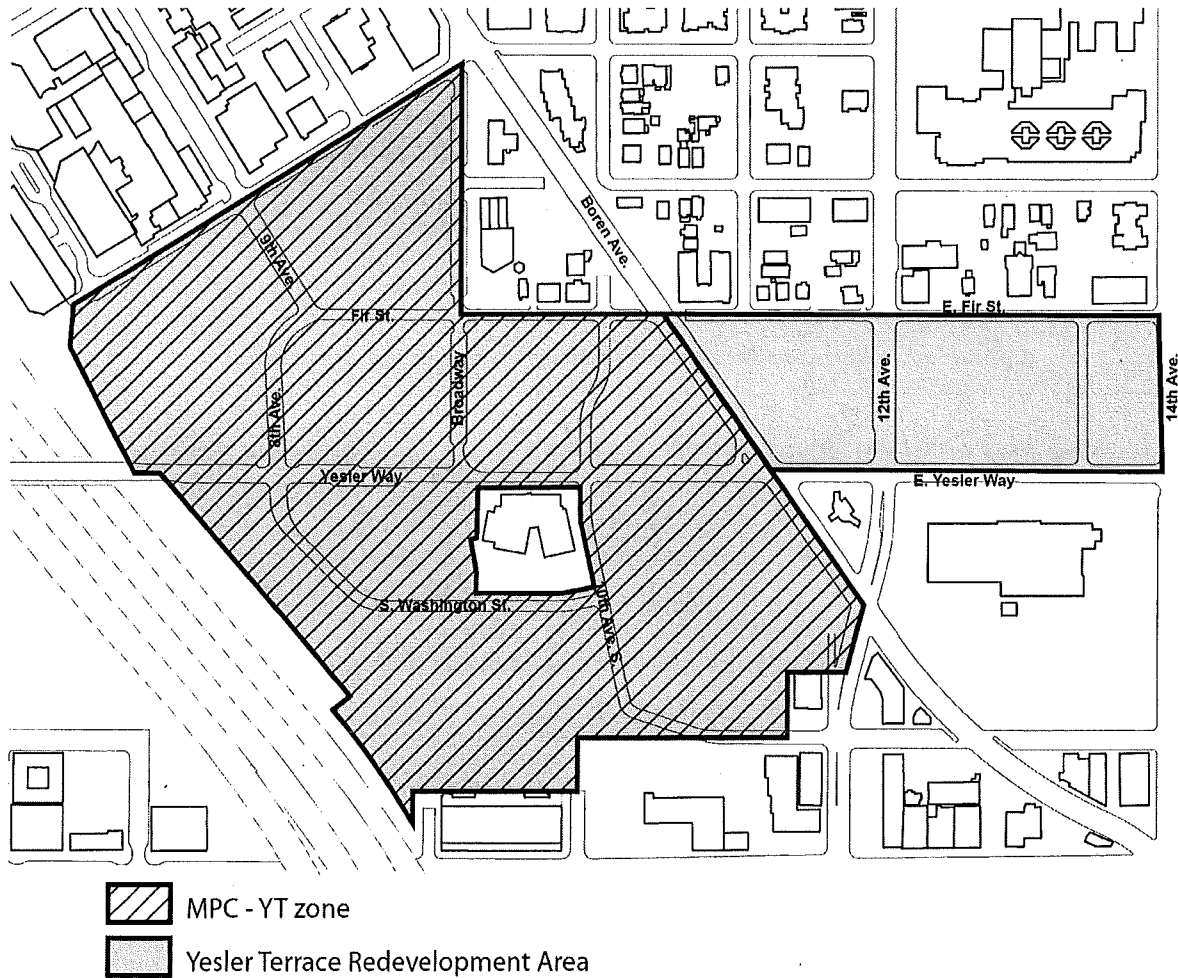 Boren Ave.
9th Ave.
Fir St.
E. Fir St.
Broadway
8th Ave.
12th Ave.
14th Ave.
Yesler Way
E. Yesler Way
S. Washington St.
10th Ave. S.
MPC - YT zone
Yesler Terrace Redevelopment Area